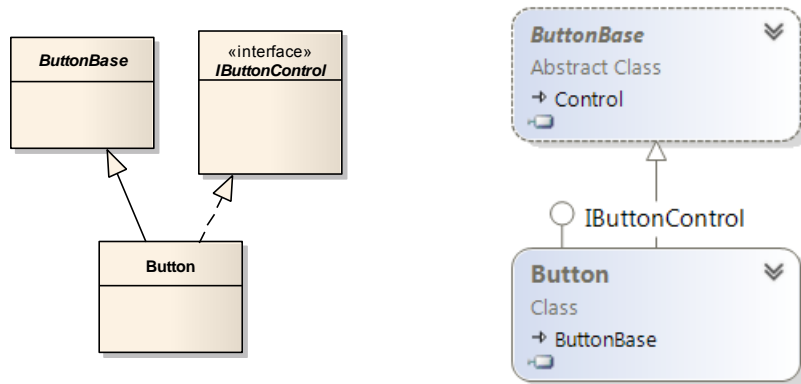 ButtonBase
«interface»
IButtonControl
Button
ButtonBase
Abstract Class
Control
IButtonControl
Button
Class
ButtonBase